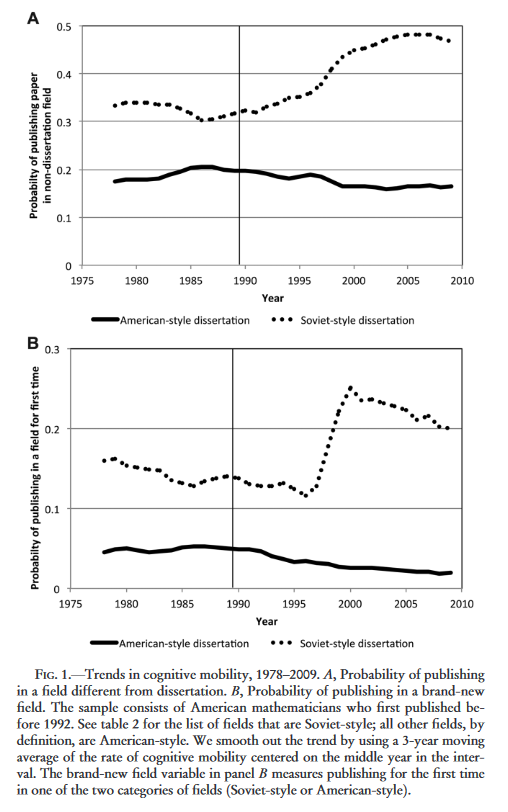 A
0.5
0.4
0.3
0.2
0.1
0
Probabilty of publishing paper
in non-dissertation field
1975 1980 1985 1990 1995 2000 2005 2010
Year
American-style dissertation Soviet-style dissertation
B
0.3
0.2
0.1
0
Probabilty of publishing in a field for first time
1975 1980 1985 1990 1995 2000 2005 2010
Year
American-style dissertation Soviet-style dissertation
FIG. 1.—Trends in cognitive mobility, 1978–2009. A, Probability of publishing
in a field different from dissertation. B, Probability of publishing in a brand-new
field. The sample consists of American mathematicians who first published be-
fore 1992. See table 2 for the list of fields that are Soviet-style; all other fields, by
definition, are American-style. We smooth out the trend by using a 3-year moving
average of the rate of cognitive mobility centered on the middle year in the inter-
val. The brand-new field variable in panel B measures publishing for the first time
in one of the two categories of fields (Soviet-style or American-style).